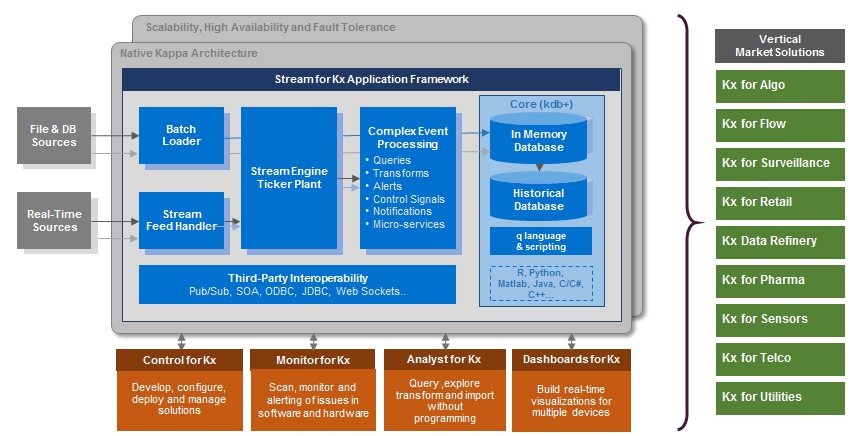 Scalability, High Availability and Fault Tolerance
Native Kappa Architecture
Stream for Kx Application Framework
File & DB
Sources
Real-Time
Sources
Batch
Loader
Stream
Feed Handler
Stream Engine
Ticker Plant
Complex Event
Processing
• Queries
• Transforms
• Alerts
• Control Signals
• Notifications
• Micro-services
Core (kdb+)
In Memory
Database
Historical
Database
q language
& scripting
R, Python,
Matlab, Java, C/C#,
C++...
Third-Party Interoperability
Pub/Sub, SOA, ODBC, JDBC, Web Sockets..
Control for Kx
Develop, configure,
deploy and manage
solutions
Monitor for Kx
Scan, monitor and
alerting of issues in
software and hardware
Analyst for Kx
Query ,explore
transform and import
without
programming
Dashboards for Kx
Build real-time
visualizations for
multiple devices
Vertical
Market Solutions
Kx for Algo
Kx for Flow
Kx for Surveillance
Kx for Retail
Kx Data Refinery
Kx for Pharma
Kx for Sensors
Kx for Telco
Kx for Utilities